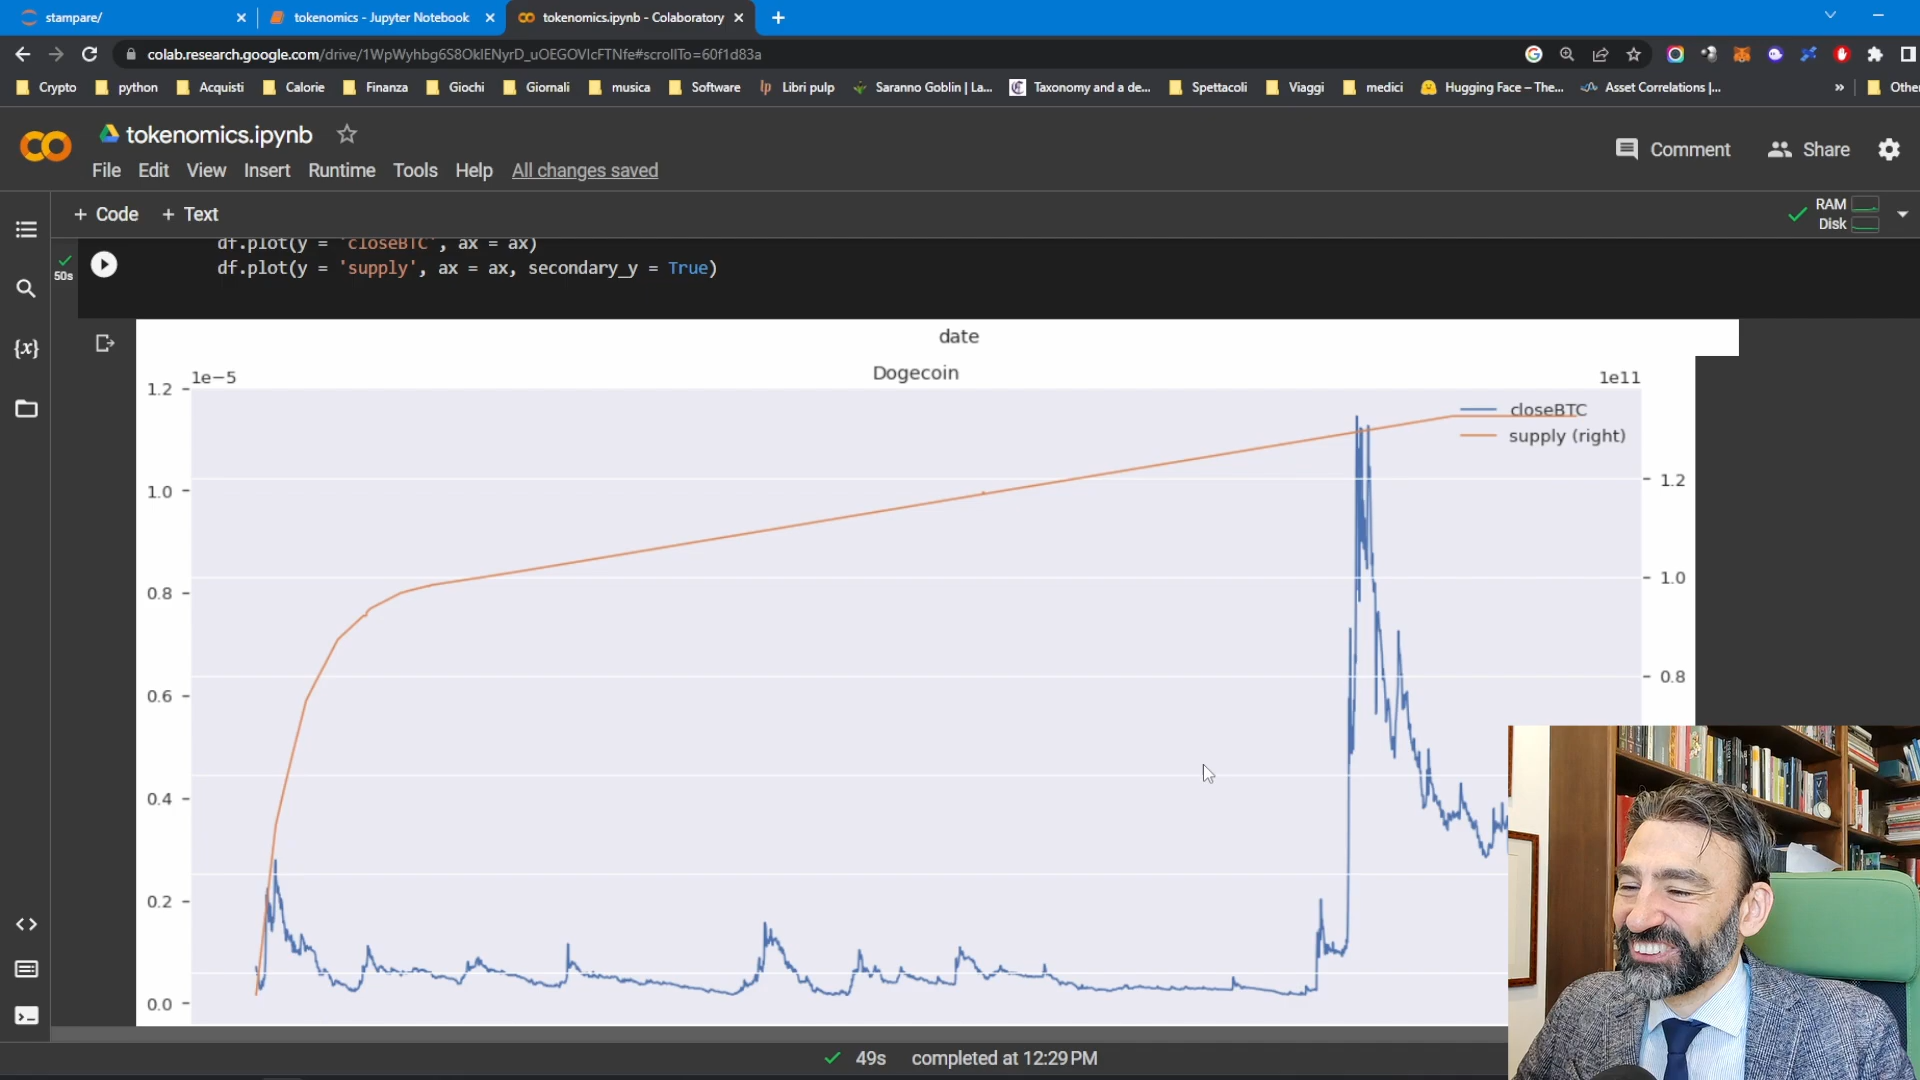 stampare/
tokenomics - Jupyter Notebook
tokenomics.ipynb - Colaboratory
colab.research.google.com/drive/1WpWyhbg6S8OkIENyrD_uOEGOVIcFTNfe#scrollTo=60f1d83a
Crypto
python
Acquisti
Calorie
Finanza
Giochi
Giornali
musica
Software
lp Libri pulp
Saranno Goblin | La...
Taxonomy and a de...
Spettacoli
Viaggi
medici
Hugging Face – The...
Asset Correlations |...
»
Othe
CO
tokenomics.ipynb
Comment
Share
File Edit View Insert Runtime Tools Help All changes saved
+ Code + Text
RAM
Disk
50s
df.plot(y = 'closeBTC', ax = ax)
df.plot(y = 'supply', ax = ax, secondary_y = True)
{x}
date
Dogecoin
1e−5
1e11
1.2
1.0
0.8
0.6
0.4
0.2
0.0
closeBTC
supply (right)
1.2
1.0
0.8
49s completed at 12:29 PM